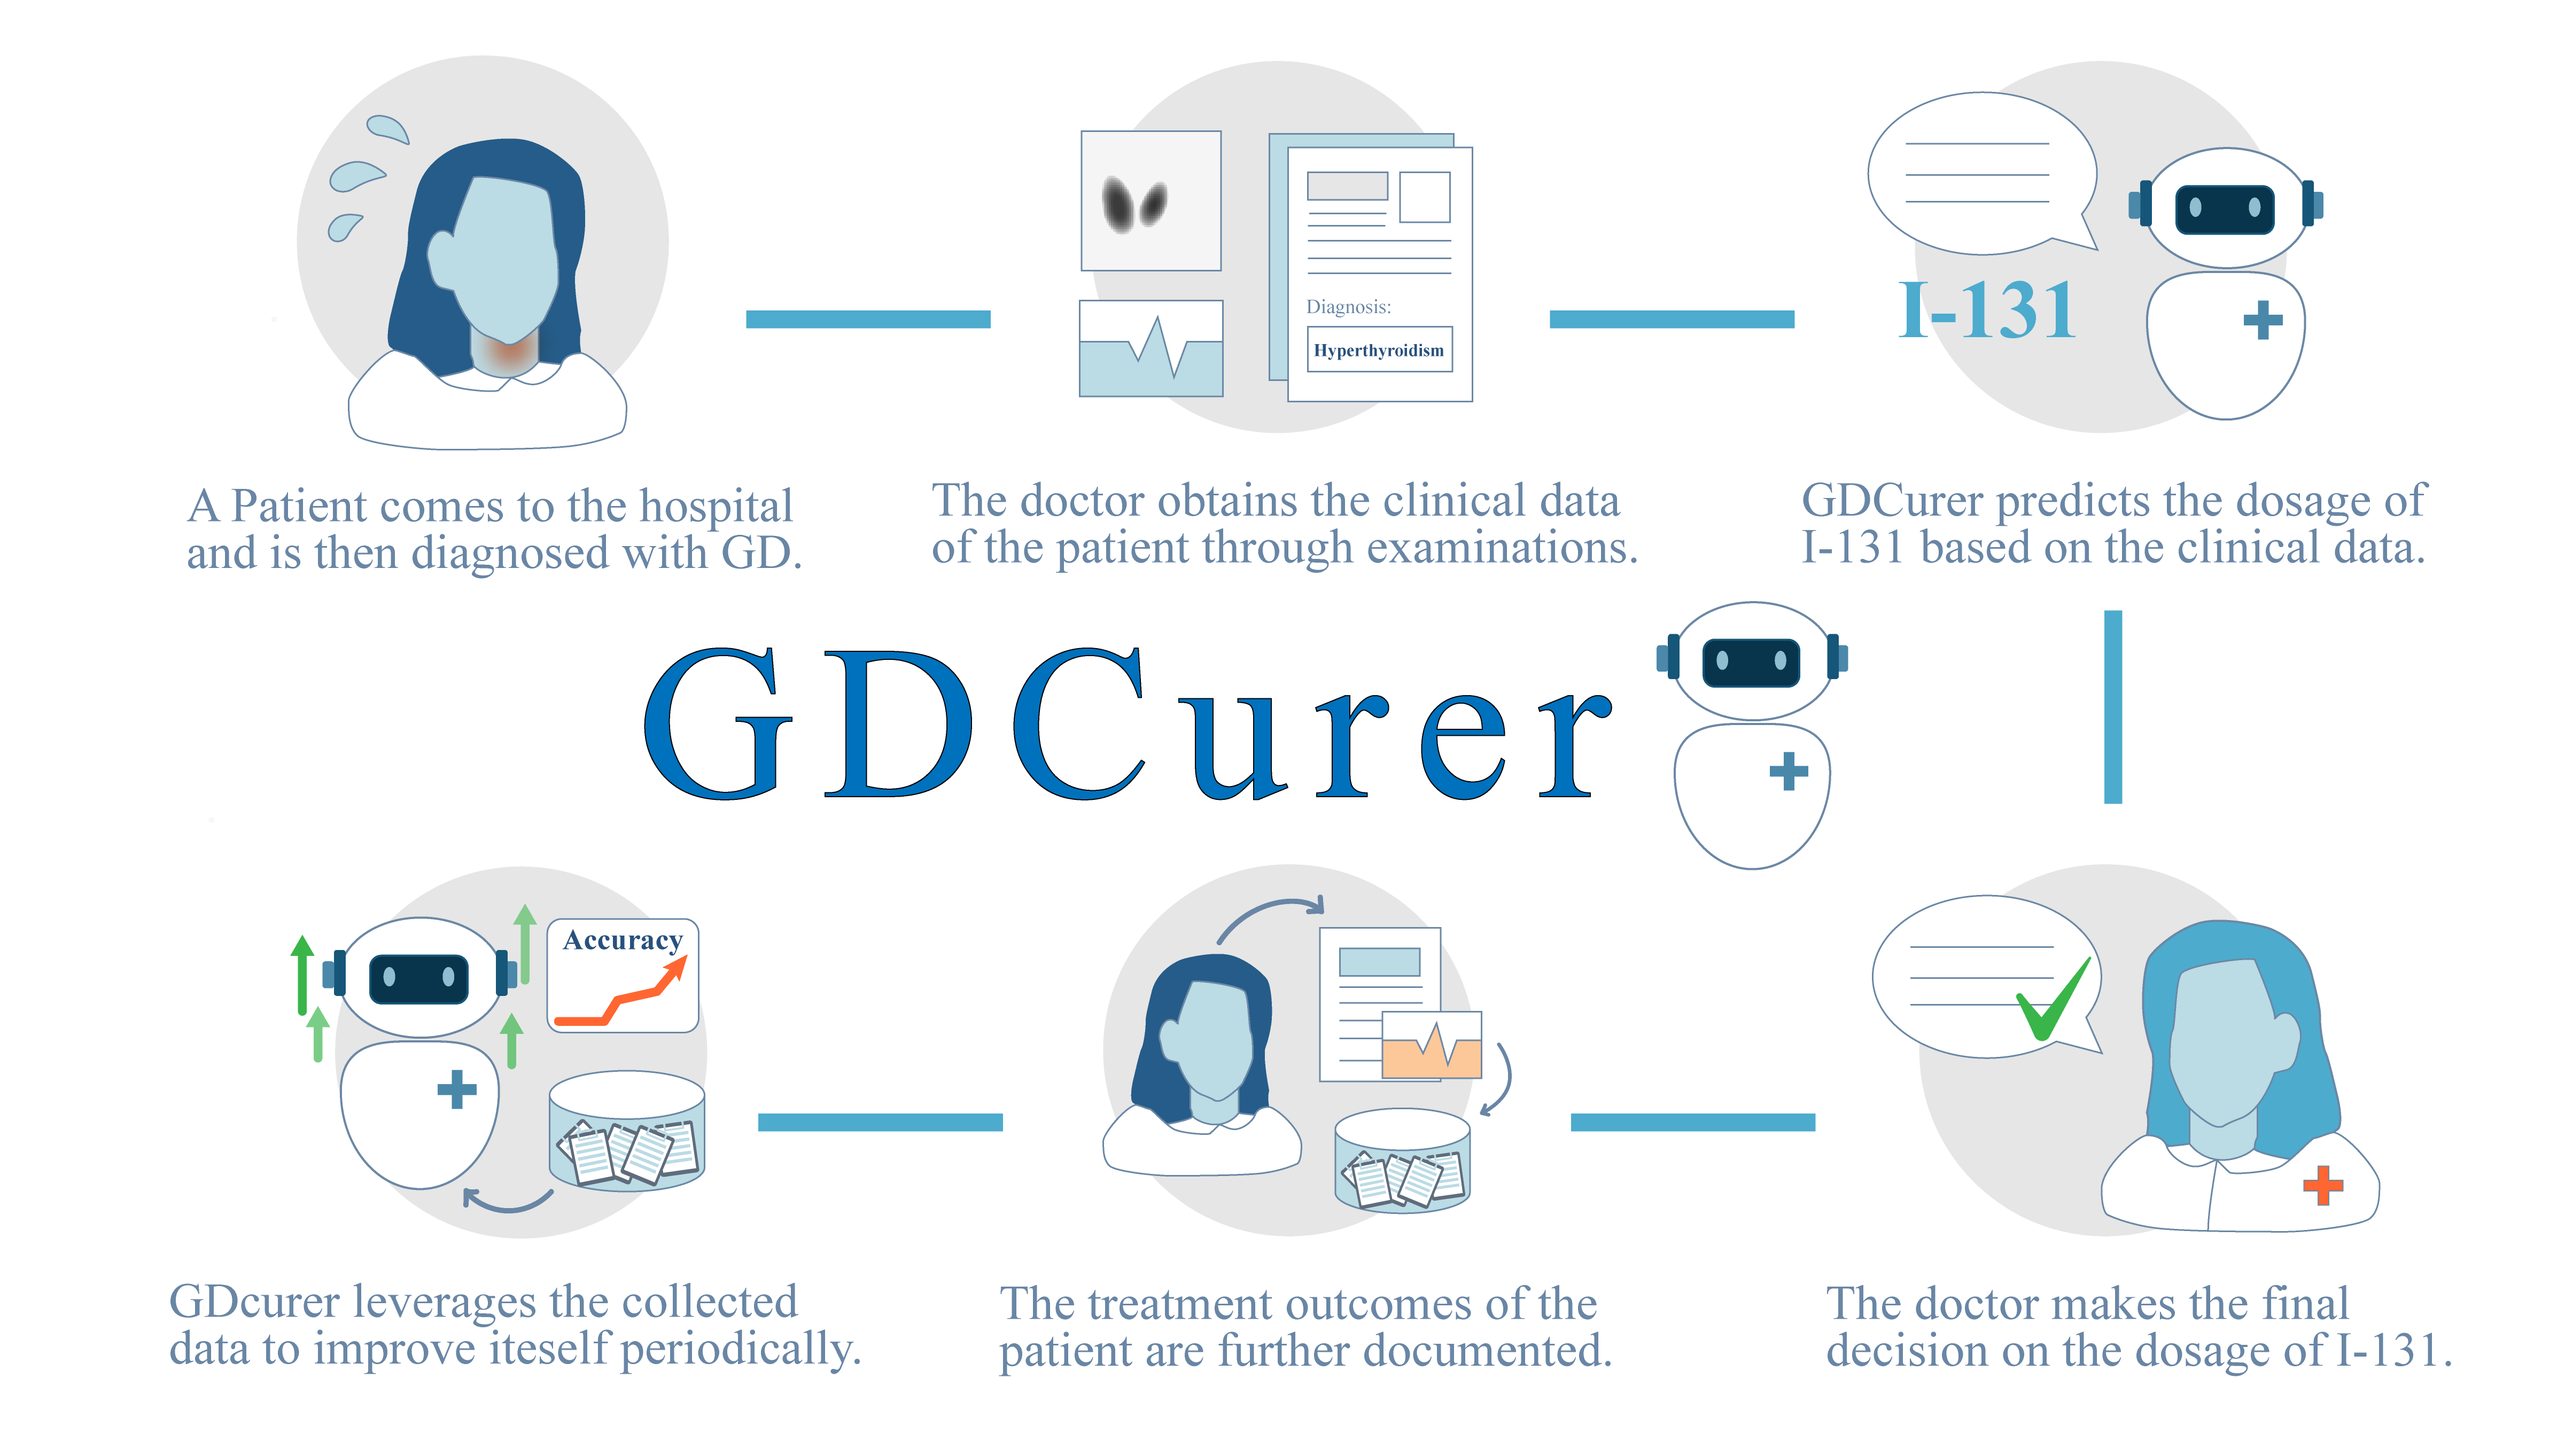 Diagnosis:
Hyperthyroidism
I-131
A Patient comes to the hospital
and is then diagnosed with GD.
The doctor obtains the clinical data
of the patient through examinations.
GDCurer predicts the dosage of
I-131 based on the clinical data.
GDCurer
Accuracy
GDcurer leverages the collected
data to improve iteself periodically.
The treatment outcomes of the
patient are further documented.
The doctor makes the final
decision on the dosage of I-131.